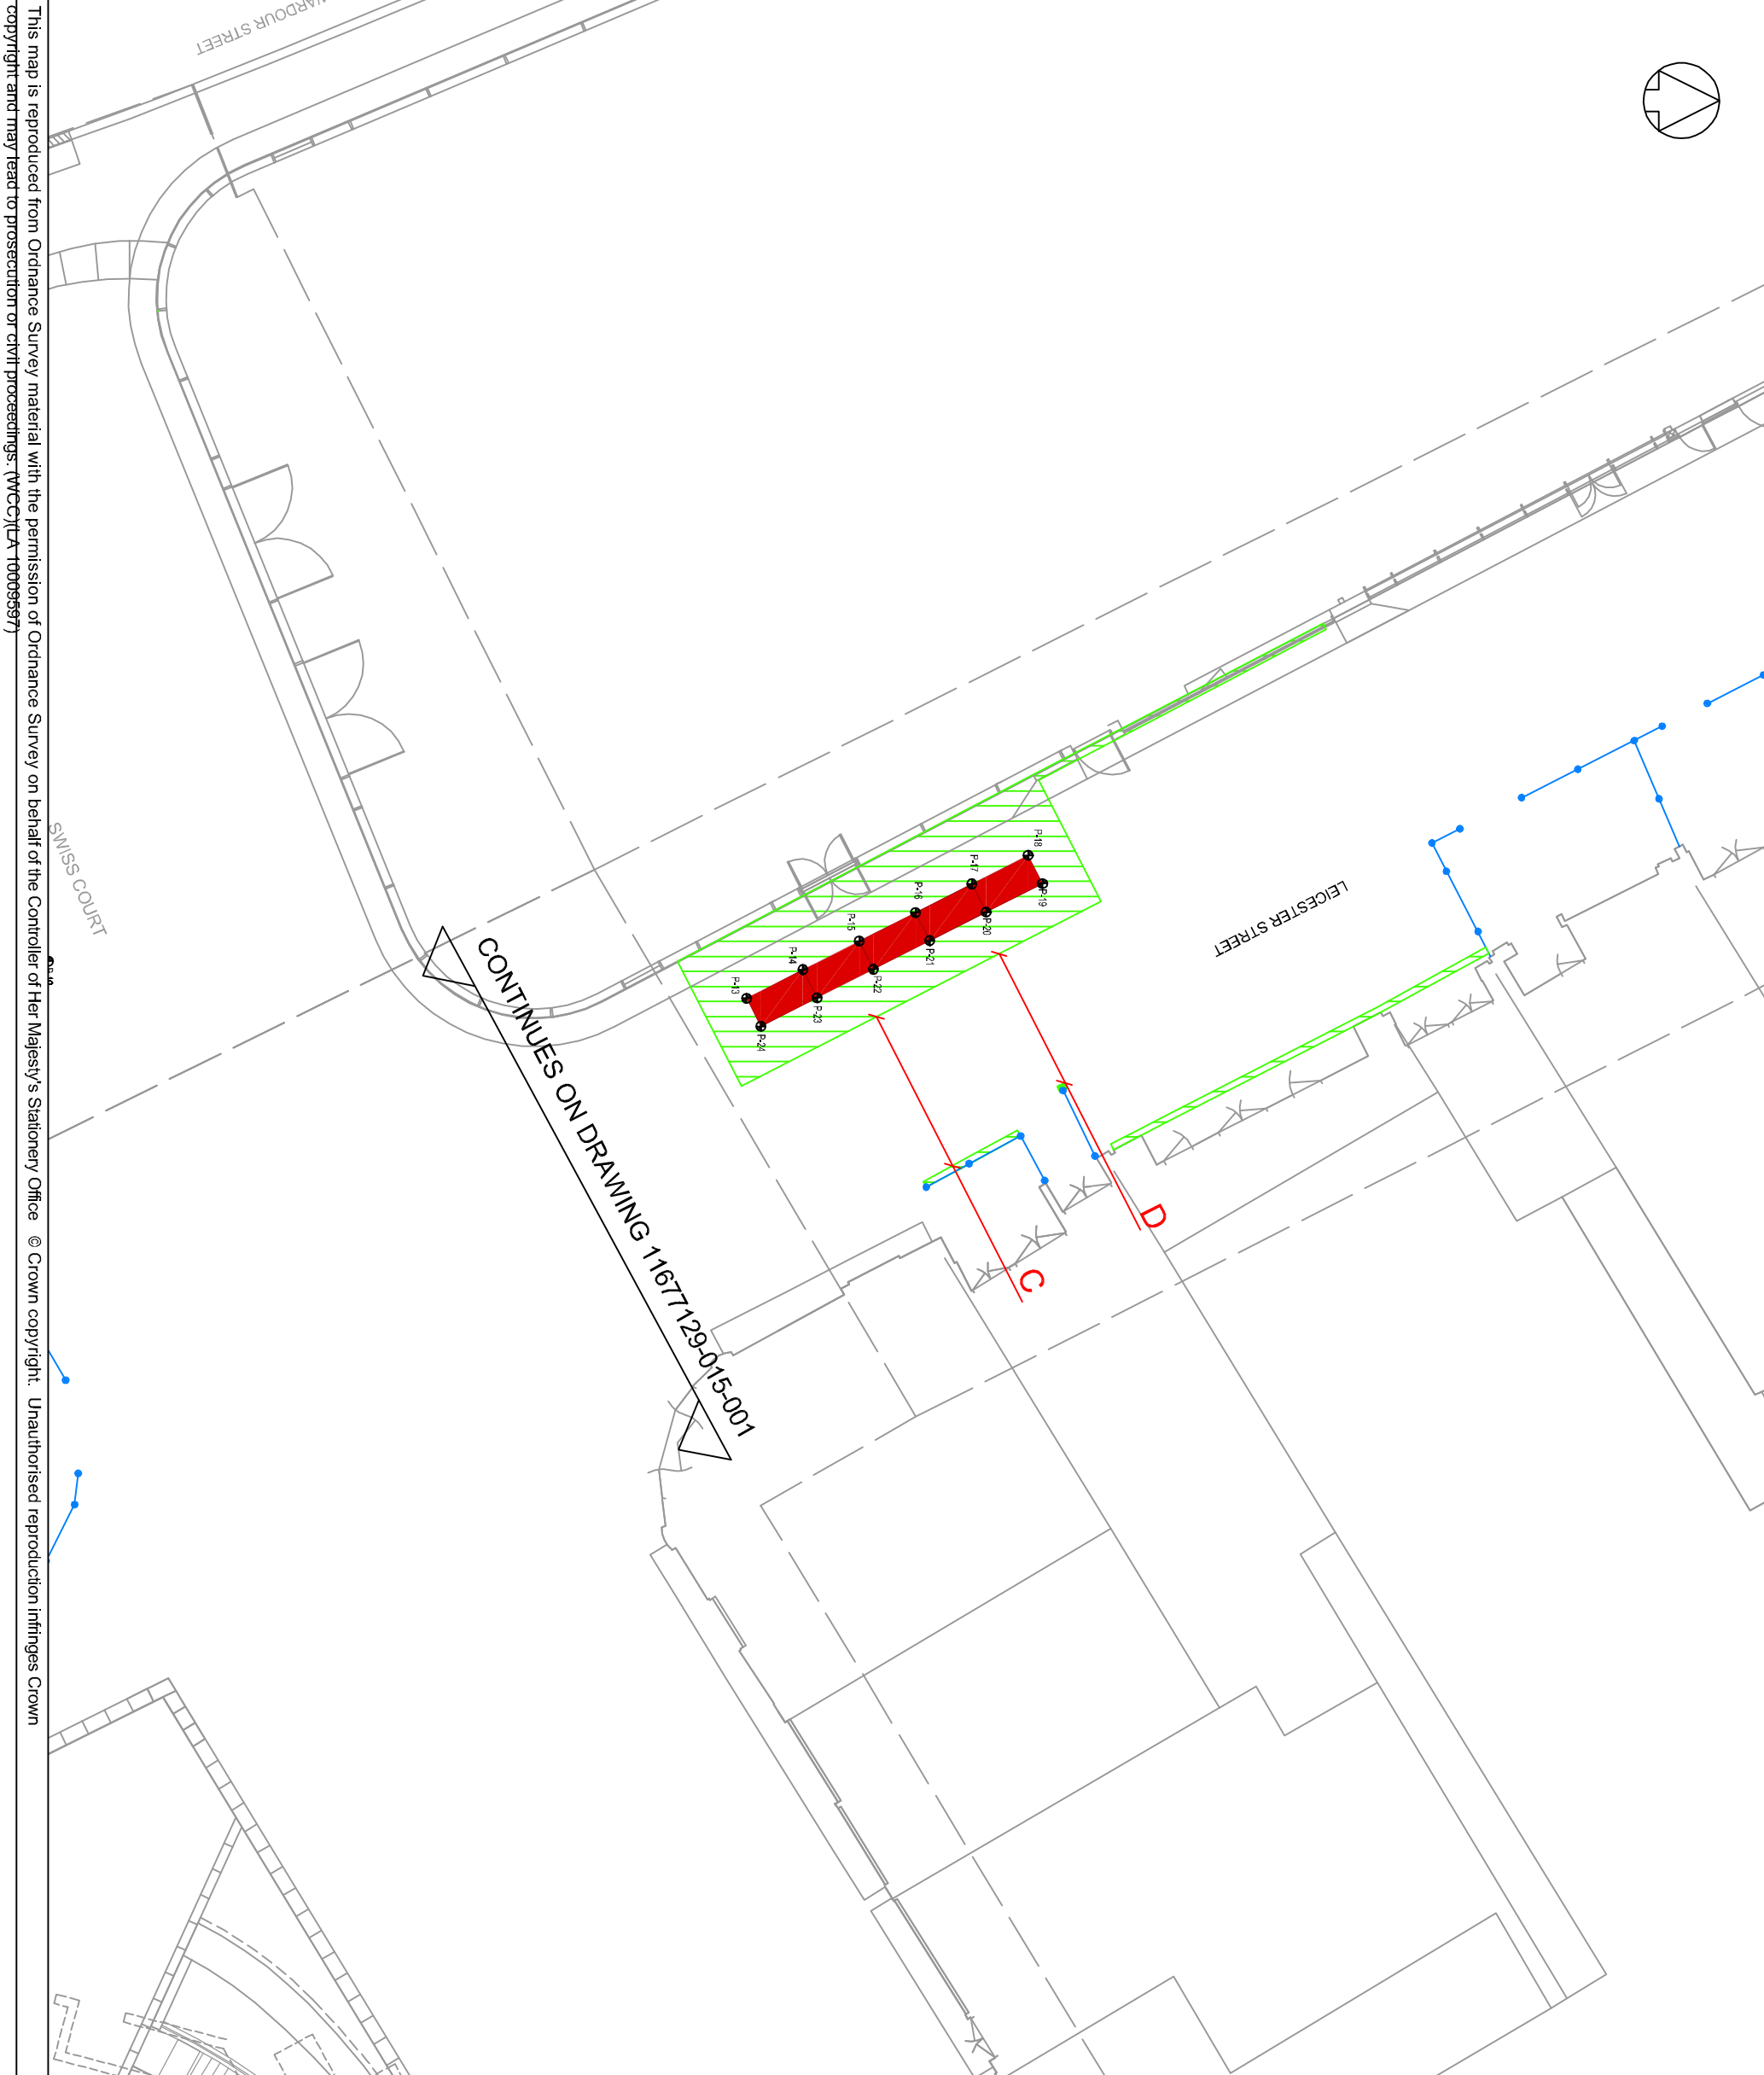 WARDOUR STREET
P-18
P-19
P-17
P-20
P-16
P-21
P-15
P-22
P-14
P-23
P-13
P-24
LEICESTER STREET
SWISS COURT
D
C
CONTINUES ON DRAWING 11677129-015-001
This map is reproduced from Ordnance Survey material with the permission of Ordnance Survey on behalf of the Controller of Her Majesty's Stationery Office © Crown copyright. Unauthorised reproduction infringes Crown
copyright and may lead to prosecution or civil proceedings. (WCC)(LA 10009597)